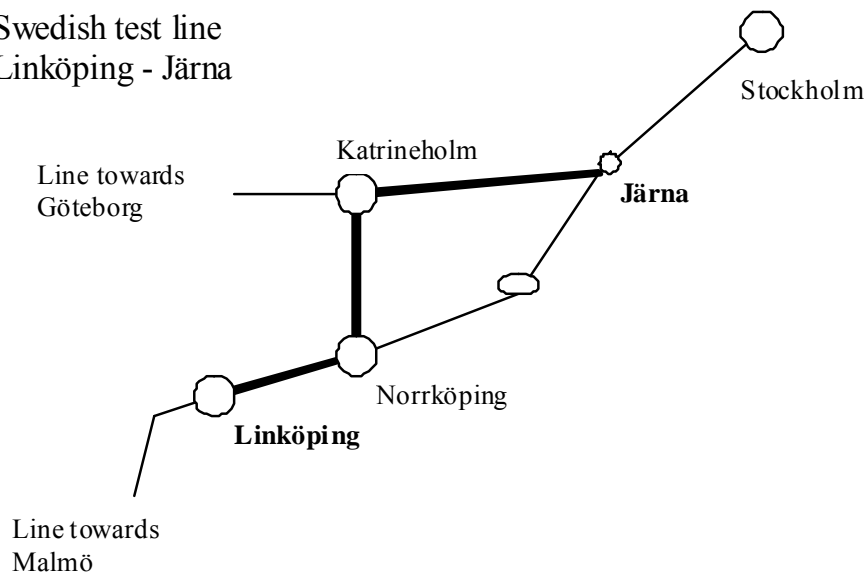 Swedish test line
Linköping - Järna
Stockholm
Katrineholm
Line towards
Göteborg
Järna
Norrköping
Linköping
Line towards
Malmö